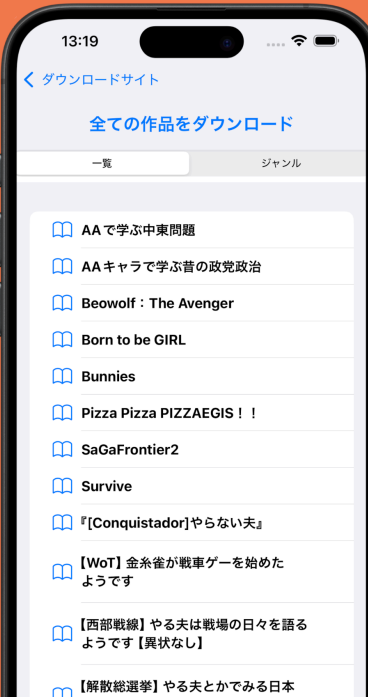 13:19
ダウンロードサイト
全ての作品をダウンロード
一覧
ジャンル
AAで学ぶ中東問題
AAキャラで学ぶ昔の政党政治
Beowolf：The Avenger
Born to be GIRL
Bunnies
Pizza Pizza PIZZAEGIS！！
SaGaFrontier2
Survive
『[Conquistador]やらない夫』
【WoT】金糸雀が戦車ゲーを始めた
ようです
【西部戦線】やる夫は戦場の日々を語る
ようです【異状なし】
【解散総選挙】やる夫とかでみる日本